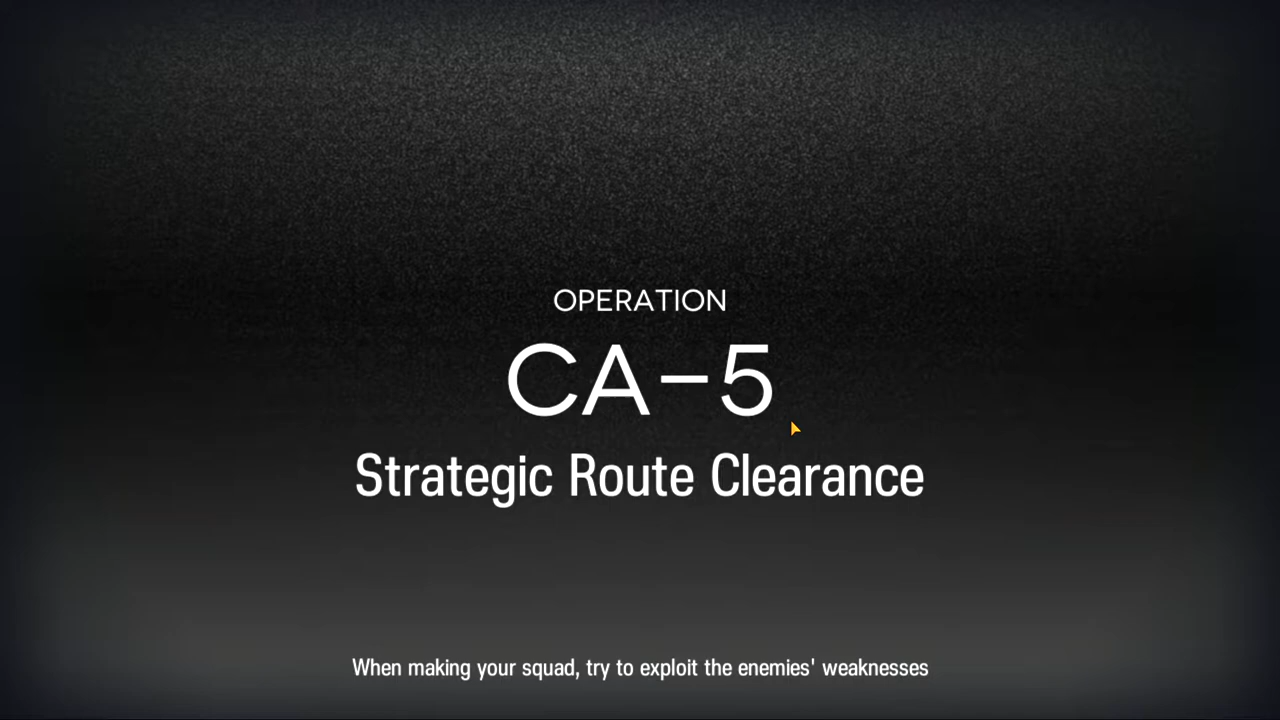 OPERATION
CA-5
Strategic Route Clearance
When making your squad, try to exploit the enemies' weaknesses